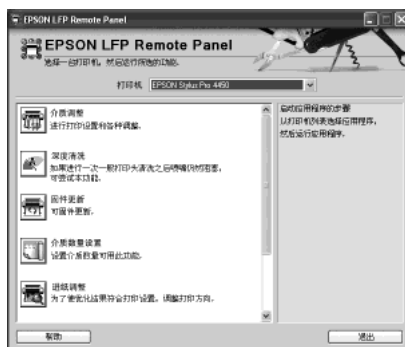 EPSON LFP Remote Panel
EPSON LFP Remote Panel
选择一台打印机，然后运行所选的功能。
打印机
EPSON Stylus Pro 4450
介质调整
进行打印设置和各种调整。
深度清洗
如果进行一次一般打印头清洗之后喷嘴仍然阻塞，
可尝试本功能。
固件更新
可固件更新。
介质数量设置
设置介质数量可用此功能。
进纸调整
为了使优化结果符合打印设置，调整打印方向。
启动应用程序的步骤
从打印机列表选择应用程序，
然后运行应用程序。
帮助
退出